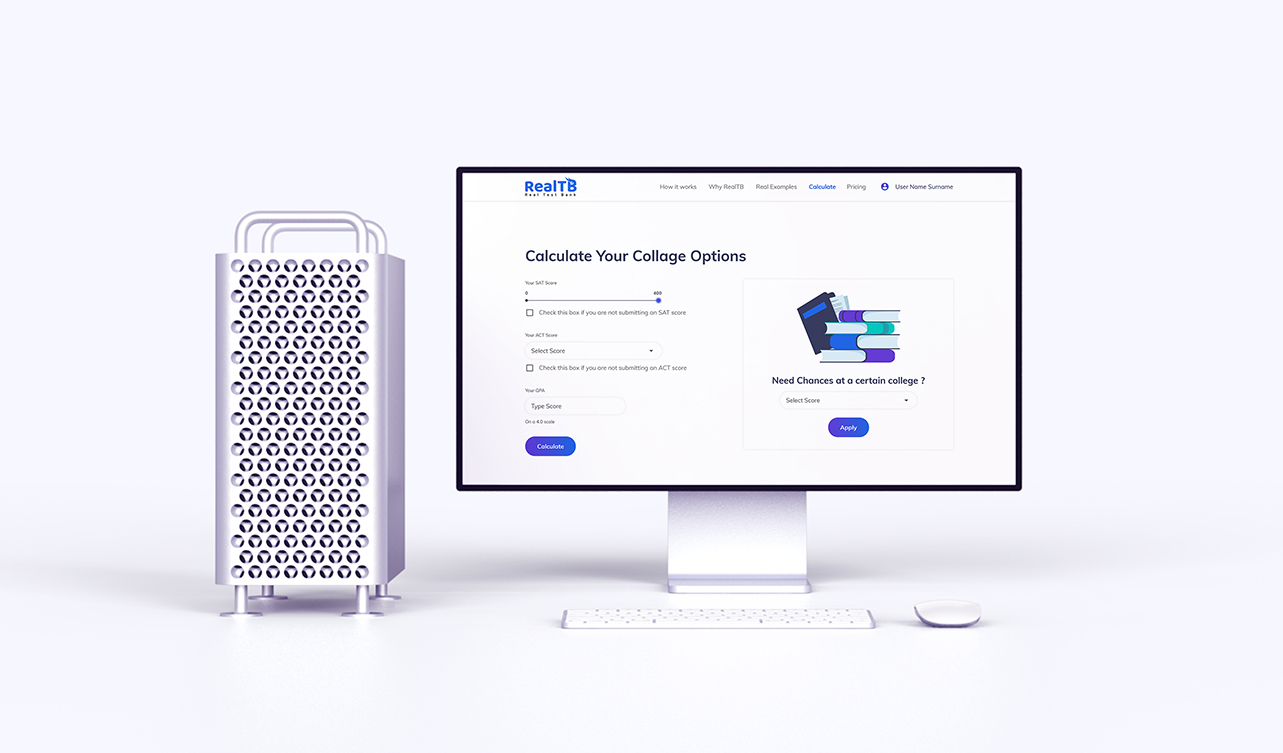 RealTB
Real Test Bank
How it works
Why RealTB
Real Examples
Calculate
Pricing
User Name Surname
Calculate Your Collage Options
Your SAT Score
0
400
Check this box if you are not submitting an SAT score
Your ACT Score
Select Score
Check this box if you are not submitting an ACT score
Your GPA
Type Score
On a 4.0 scale
Calculate
Need Chances at a certain college ?
Select Score
Apply